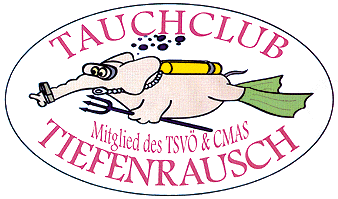 TAUCHCLUB
Mitglied des TSVÖ & CMAS
TIEFENRAUSCH